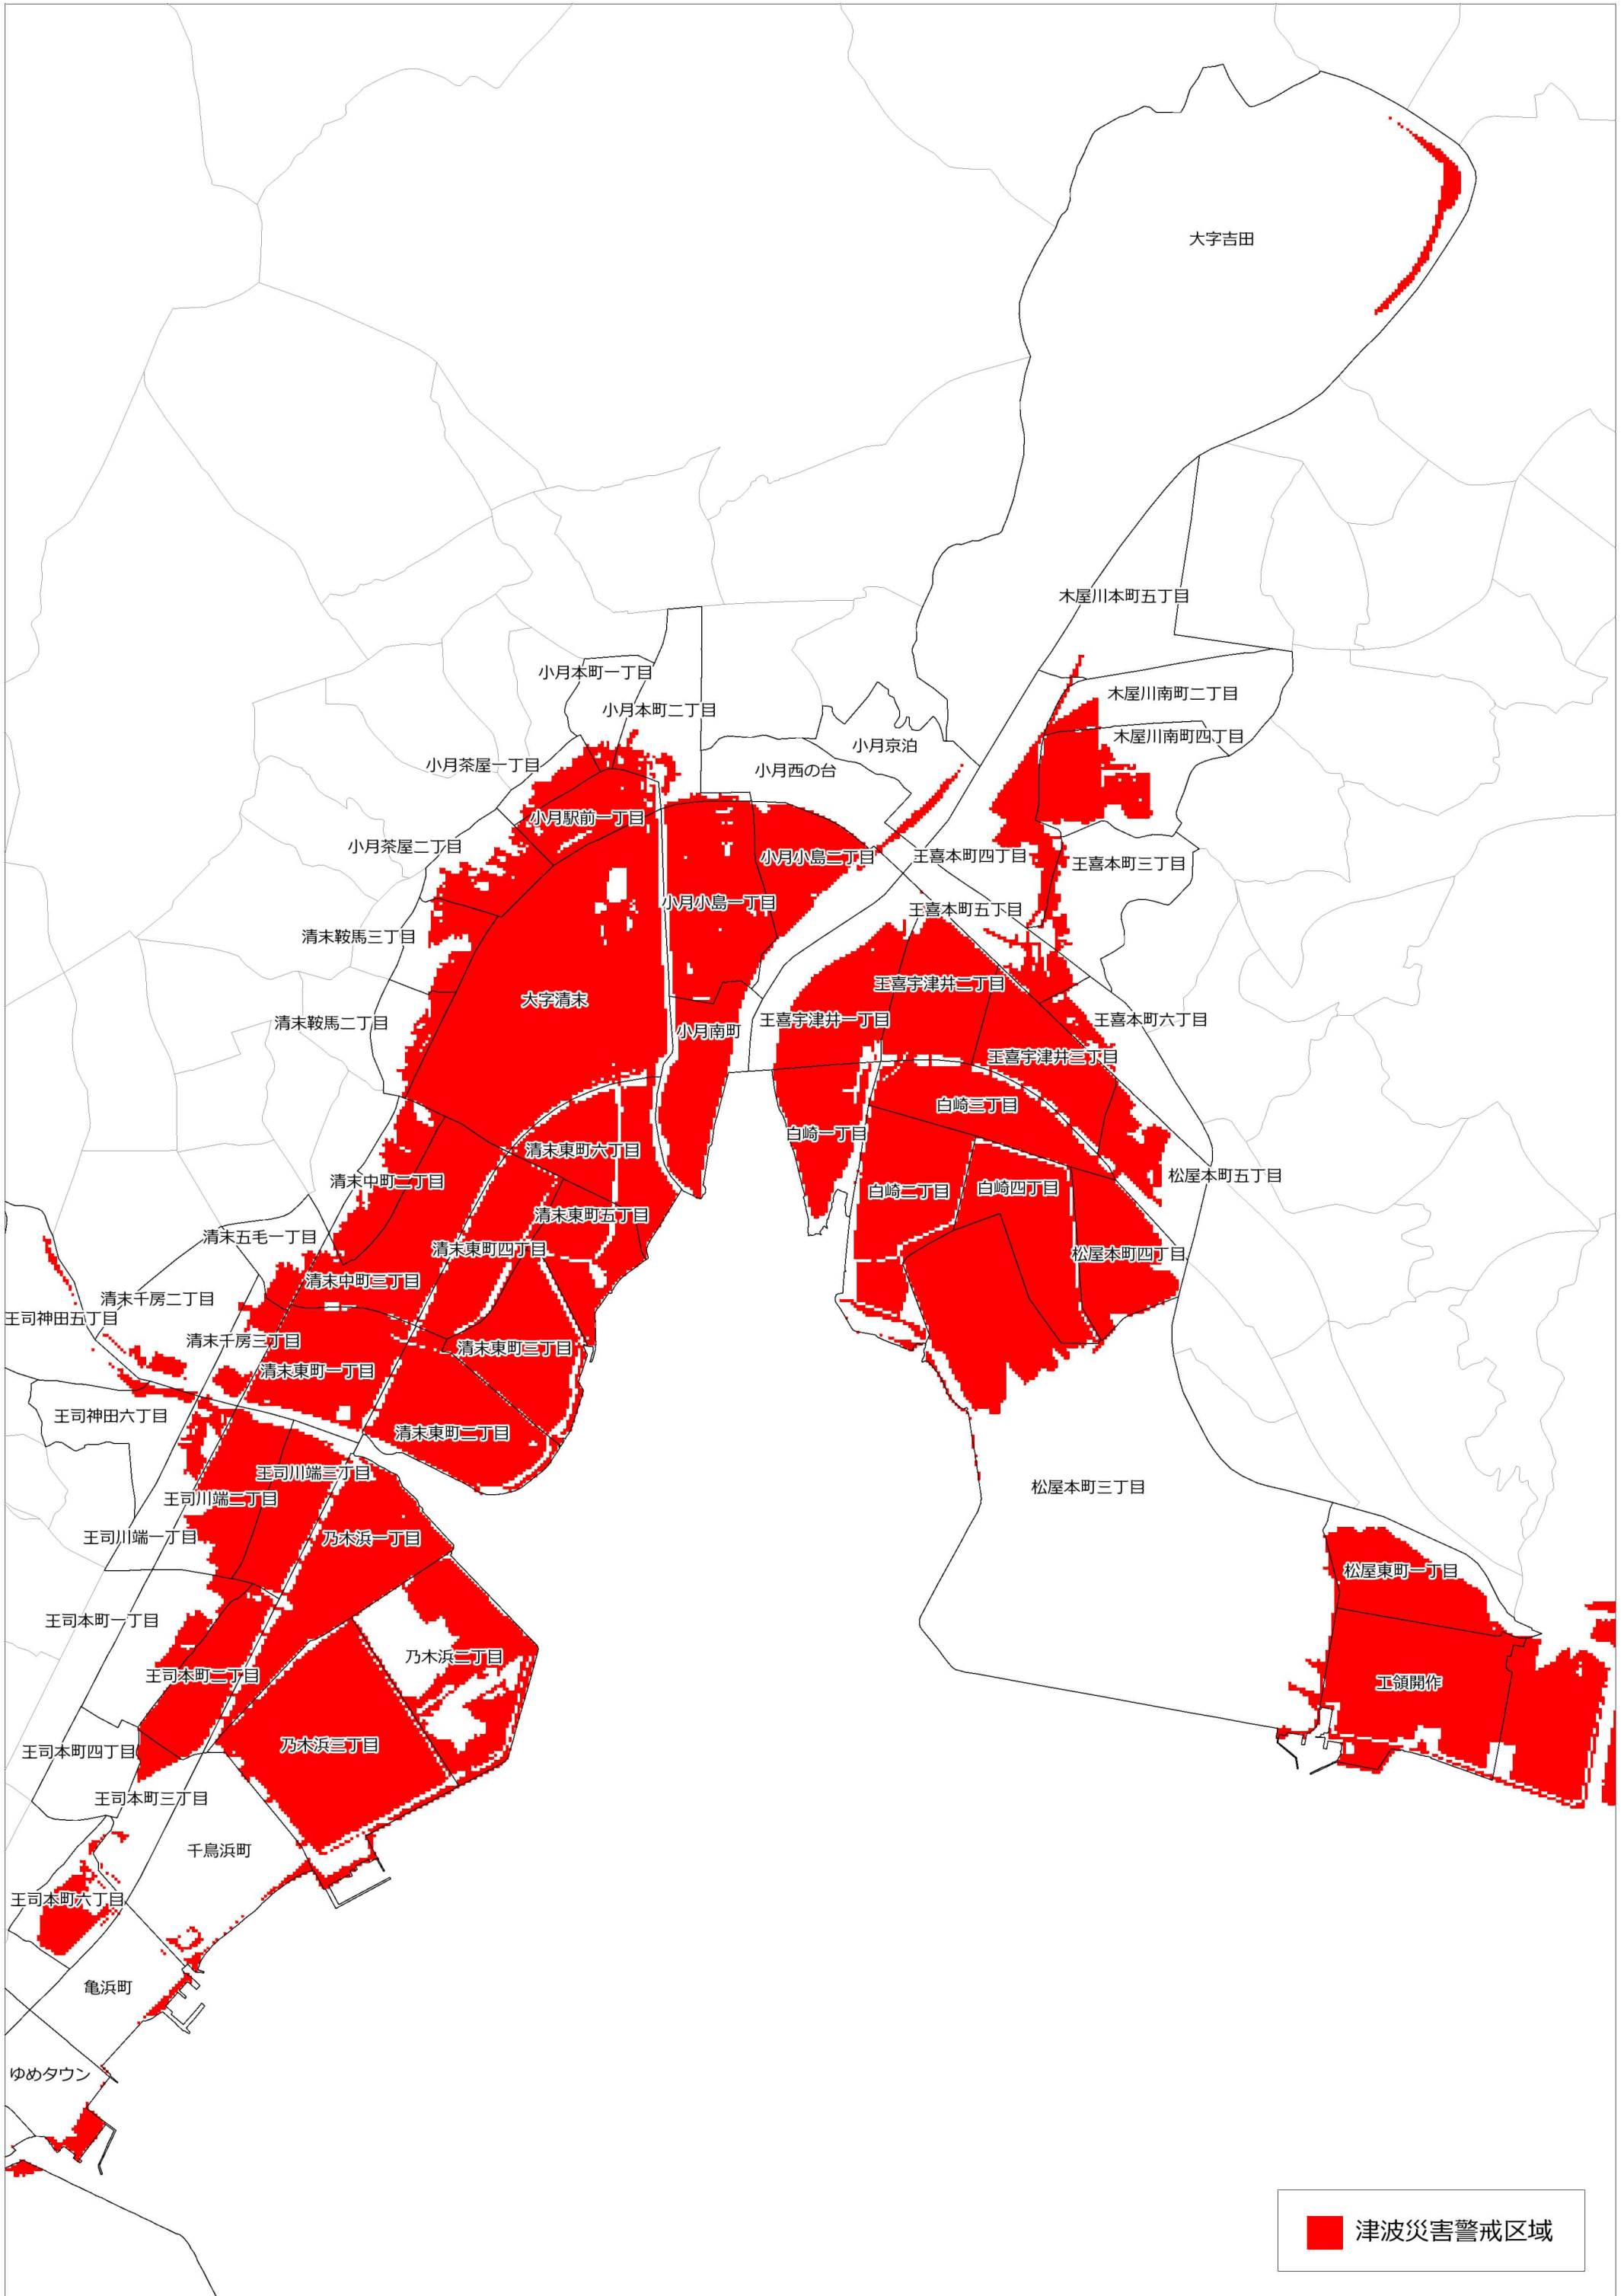 大字吉田
木屋川本町五丁目
小月本町一丁目
木屋川南町二丁目
小月本町二丁目
木屋川南町四丁目
小月京泊
小月茶屋一丁目
小月西の台
小月駅前一丁目
小月茶屋二丁目
小月小島二丁目
王喜本町四丁目
王喜本町三丁目
小月小島一丁目
王喜本町五丁目
清末鞍馬三丁目
王喜宇津井二丁目
大字清末
清末鞍馬二丁目
小月南町
王喜宇津井一丁目
王喜本町六丁目
王喜宇津井三丁目
白崎三丁目
白崎一丁目
清末東町六丁目
清末中町二丁目
松屋本町五丁目
白崎二丁目
白崎四丁目
清末東町五丁目
清末五毛一丁目
清末東町四丁目
松屋本町四丁目
清末中町三丁目
清末千房二丁目
王司神田五丁目
清末千房三丁目
清末東町三丁目
清末東町一丁目
王司神田六丁目
清末東町二丁目
王司川端三丁目
松屋本町三丁目
王司川端二丁目
王司川端一丁目
乃木浜一丁目
松屋東町一丁目
王司本町一丁目
乃木浜二丁目
王司本町二丁目
工領開作
乃木浜三丁目
王司本町四丁目
王司本町三丁目
千鳥浜町
王司本町六丁目
亀浜町
ゆめタウン
津波災害警戒区域